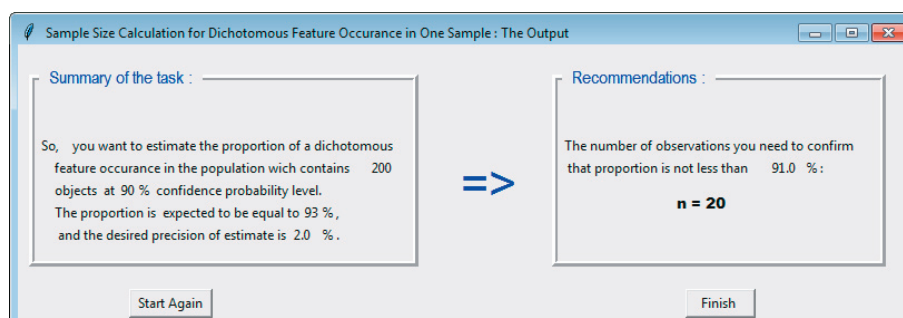 Sample Size Calculation for Dichotomous Feature Occurance in One Sample : The Output
Summary of the task :
So, you want to estimate the proportion of a dichotomous
feature occurance in the population wich contains 200
objects at 90 % confidence probability level.
The proportion is expected to be equal to 93 %,
and the desired precision of estimate is 2.0 %.
=>
Recommendations :
The number of observations you need to confirm
that proportion is not less than 91.0 % :
n = 20
Start Again
Finish